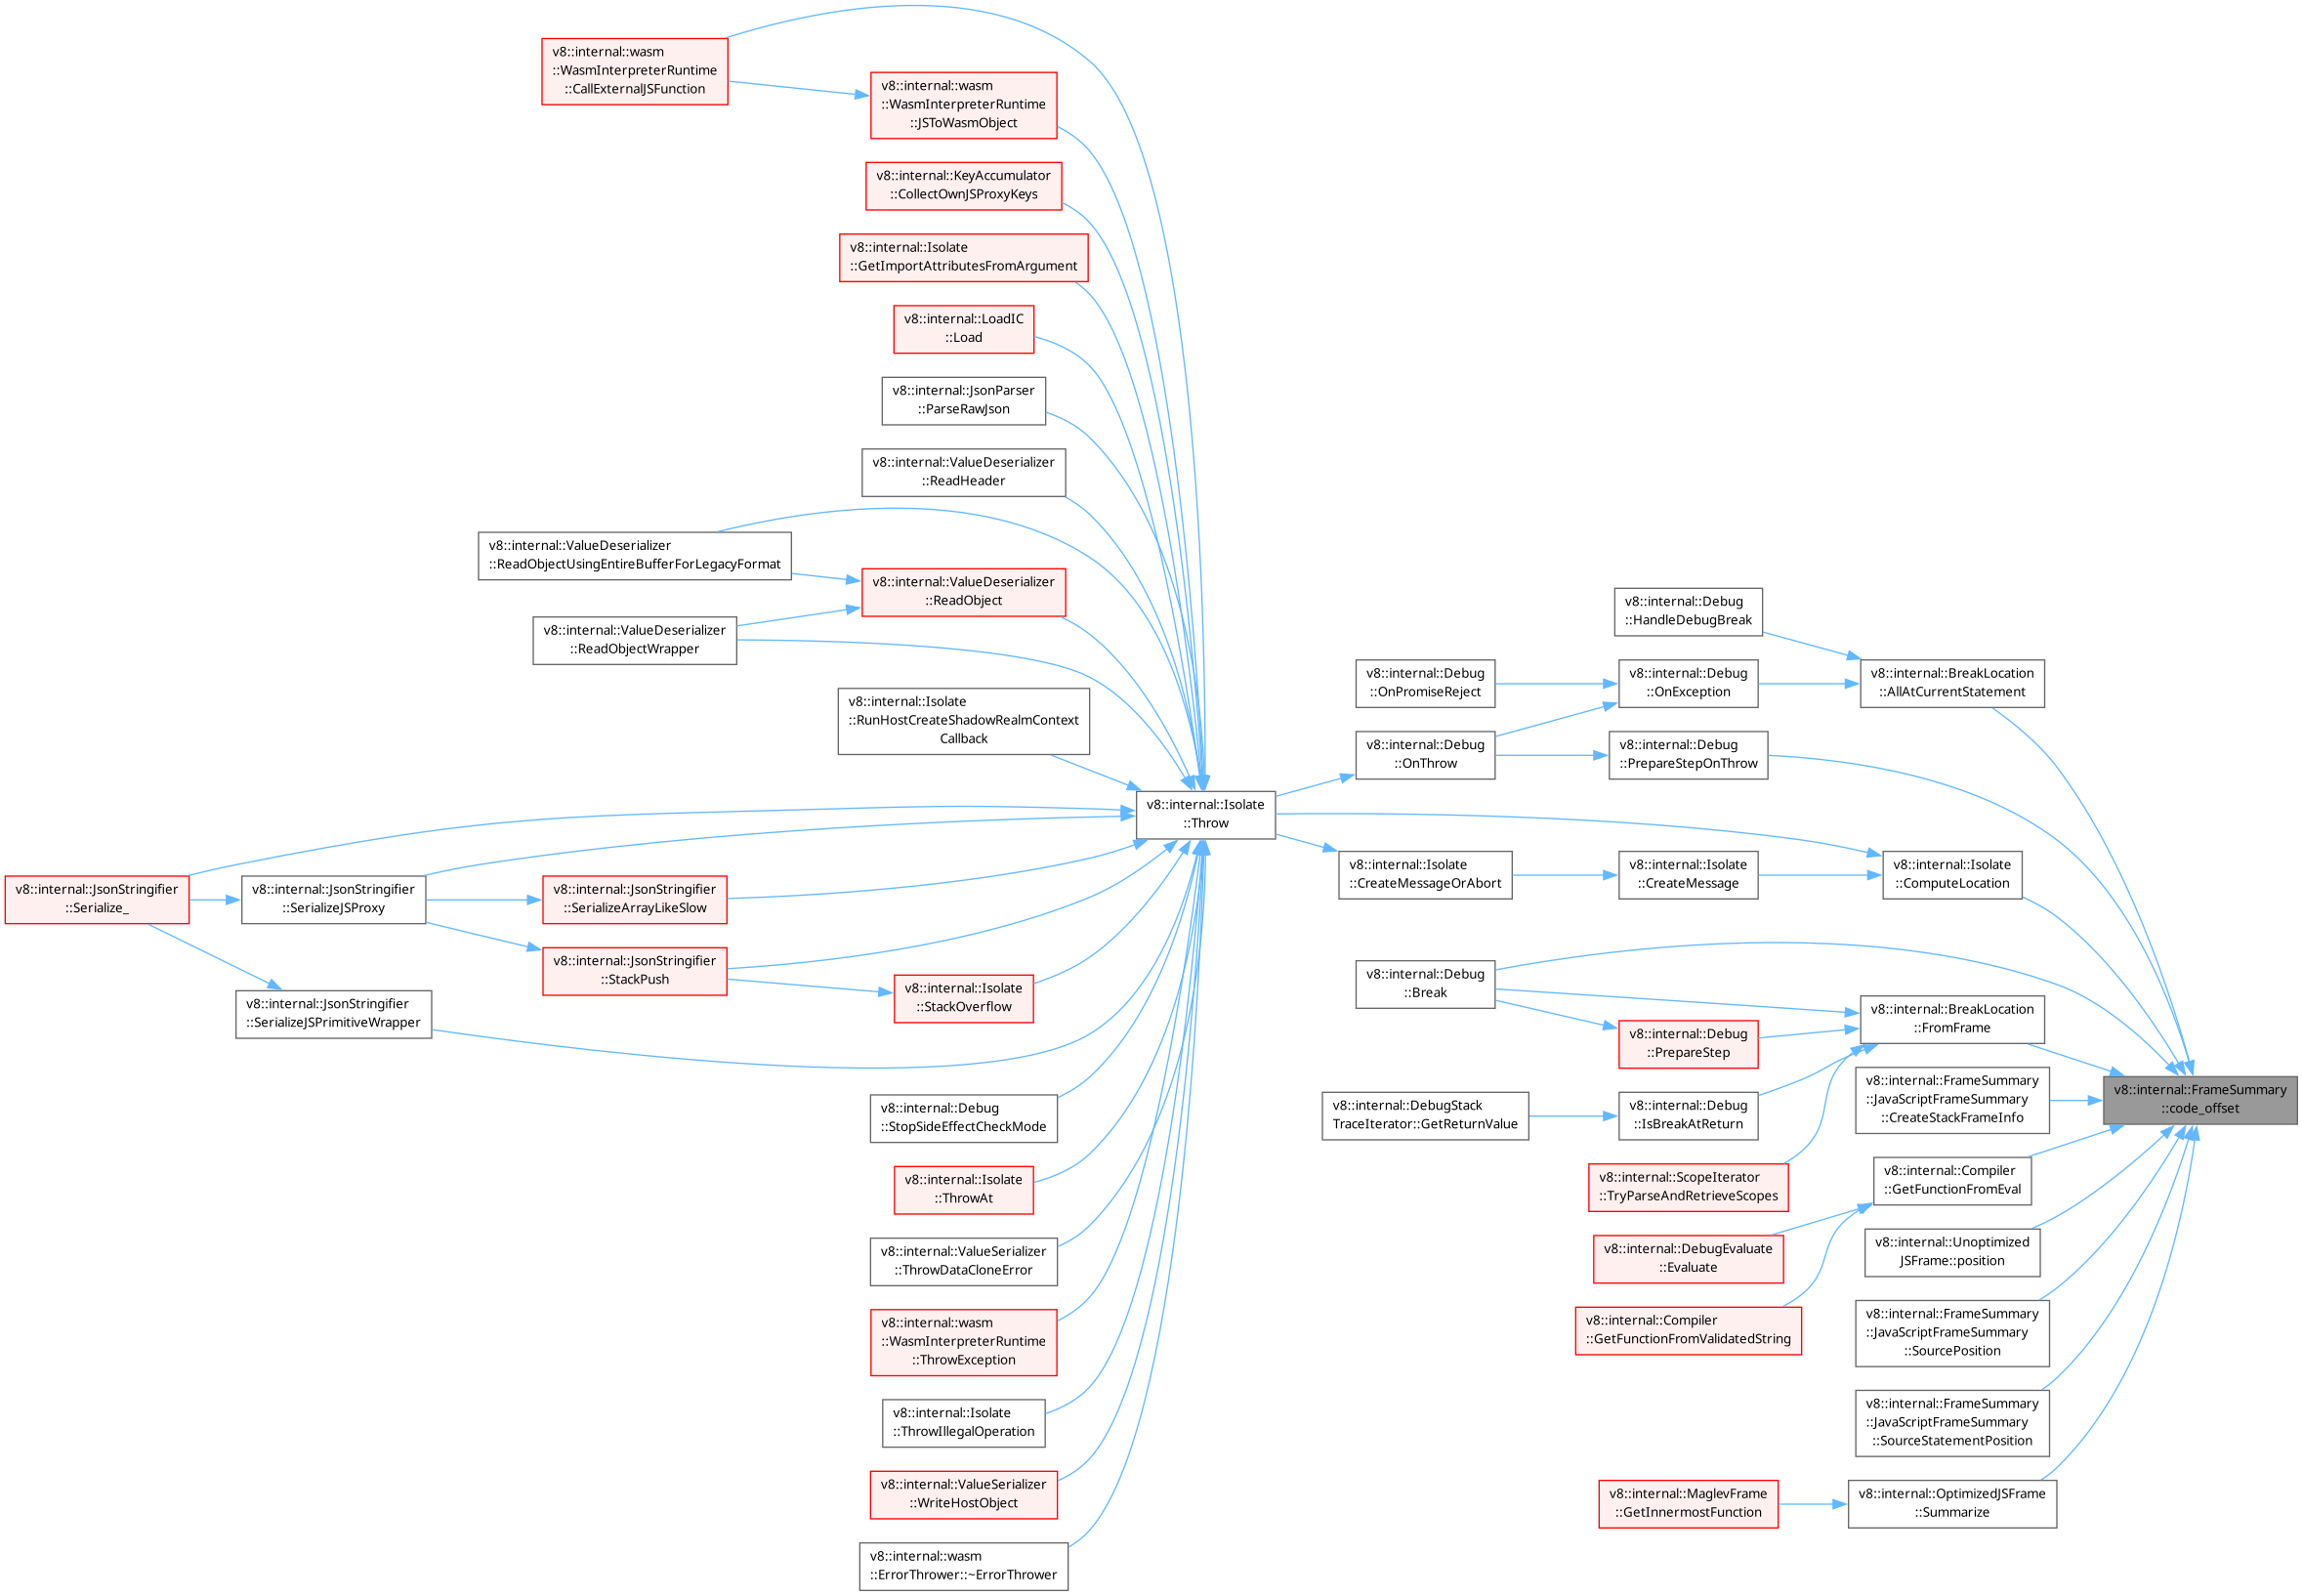 v8::internal::wasm
::WasmInterpreterRuntime
::CallExternalJSFunction
v8::internal::wasm
::WasmInterpreterRuntime
::JSToWasmObject
v8::internal::KeyAccumulator
::CollectOwnJSProxyKeys
v8::internal::Isolate
::GetImportAttributesFromArgument
v8::internal::LoadIC
::Load
v8::internal::JsonParser
::ParseRawJson
v8::internal::ValueDeserializer
::ReadHeader
v8::internal::ValueDeserializer
::ReadObjectUsingEntireBufferForLegacyFormat
v8::internal::ValueDeserializer
::ReadObject
v8::internal::ValueDeserializer
::ReadObjectWrapper
v8::internal::Isolate
::RunHostCreateShadowRealmContext
Callback
v8::internal::Isolate
::Throw
v8::internal::JsonStringifier
::Serialize_
v8::internal::JsonStringifier
::SerializeJSProxy
v8::internal::JsonStringifier
::SerializeArrayLikeSlow
v8::internal::JsonStringifier
::StackPush
v8::internal::Isolate
::StackOverflow
v8::internal::JsonStringifier
::SerializeJSPrimitiveWrapper
v8::internal::Debug
::StopSideEffectCheckMode
v8::internal::Isolate
::ThrowAt
v8::internal::ValueSerializer
::ThrowDataCloneError
v8::internal::wasm
::WasmInterpreterRuntime
::ThrowException
v8::internal::Isolate
::ThrowIllegalOperation
v8::internal::ValueSerializer
::WriteHostObject
v8::internal::wasm
::ErrorThrower::~ErrorThrower
v8::internal::Debug
::HandleDebugBreak
v8::internal::Debug
::OnPromiseReject
v8::internal::Debug
::OnException
v8::internal::BreakLocation
::AllAtCurrentStatement
v8::internal::Debug
::OnThrow
v8::internal::Debug
::PrepareStepOnThrow
v8::internal::Isolate
::CreateMessageOrAbort
v8::internal::Isolate
::CreateMessage
v8::internal::Isolate
::ComputeLocation
v8::internal::Debug
::Break
v8::internal::BreakLocation
::FromFrame
v8::internal::Debug
::PrepareStep
v8::internal::DebugStack
TraceIterator::GetReturnValue
v8::internal::Debug
::IsBreakAtReturn
v8::internal::FrameSummary
::JavaScriptFrameSummary
::CreateStackFrameInfo
v8::internal::FrameSummary
::code_offset
v8::internal::ScopeIterator
::TryParseAndRetrieveScopes
v8::internal::Compiler
::GetFunctionFromEval
v8::internal::DebugEvaluate
::Evaluate
v8::internal::Unoptimized
JSFrame::position
v8::internal::Compiler
::GetFunctionFromValidatedString
v8::internal::FrameSummary
::JavaScriptFrameSummary
::SourcePosition
v8::internal::FrameSummary
::JavaScriptFrameSummary
::SourceStatementPosition
v8::internal::MaglevFrame
::GetInnermostFunction
v8::internal::OptimizedJSFrame
::Summarize